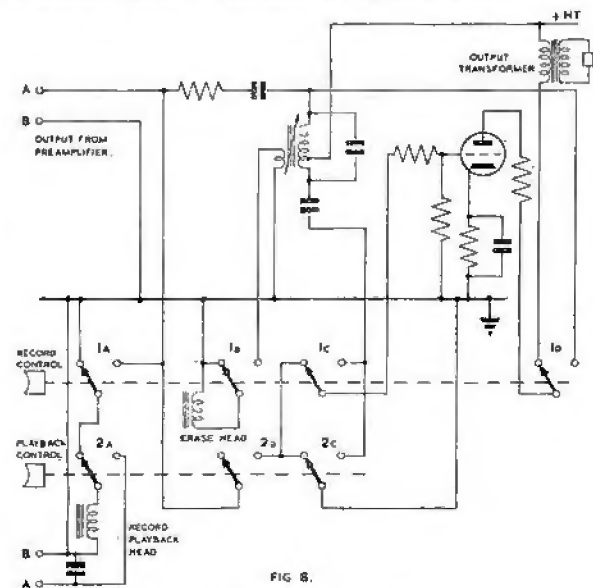 + HT
OUTPUT
TRANSFORMER
A
B
OUTPUT FROM
PREAMPLIFIER.
1A
1B
1C
1D
RECORD
CONTROL
ERASE HEAD
PLAYBACK
CONTROL
2A
2B
2C
RECORD
PLAYBACK
HEAD
B
A
FIG 8.